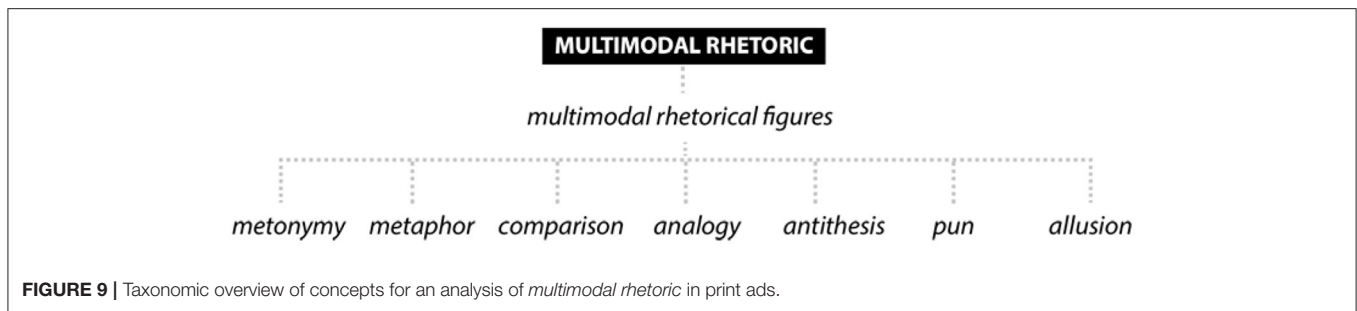 MULTIMODAL RHETORIC
multimodal rhetorical figures
metonymy metaphor comparison analogy antithesis pun allusion
FIGURE 9 | Taxonomic overview of concepts for an analysis of multimodal rhetoric in print ads.